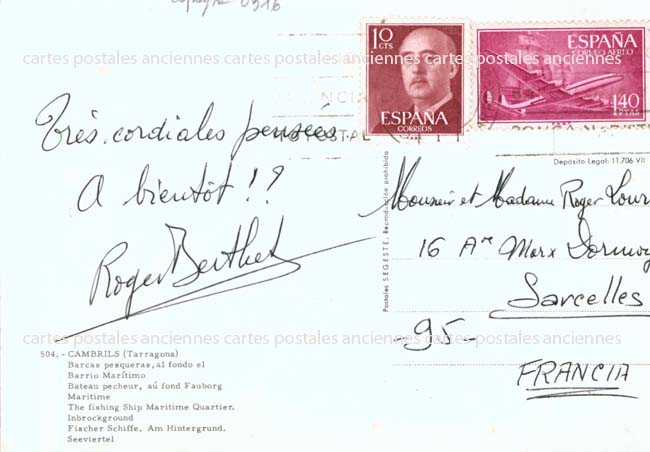 0316
cartes postales anciennes cartes postales anciennes cartes postales anciennes
10
CTS
ESPAÑA
CORREOS
ESPAÑA
CORREO AEREO
1'40
PTAS
POSTAL
Très cordiales pensées
A bientôt !?
Roger Berthet
Postales SEGESTE. Reproducción prohibida
Depósito Legal: 11.706 VII
Monsieur et Madame Roger
16 Av Marx Dormoy
Sarcelles
95-
FRANCIA
cartes postales anciennes cartes postales anciennes cartes postales anciennes
504. - CAMBRILS (Tarragona)
Barcas pesqueras, al fondo el
Barrio Marítimo
Bateau pecheur, aú fond Fauborg
Maritime
The fishing Ship Maritime Quartier,
Inbrockground
Fischer Schiffe, Am Hintergrund,
Seeviertel